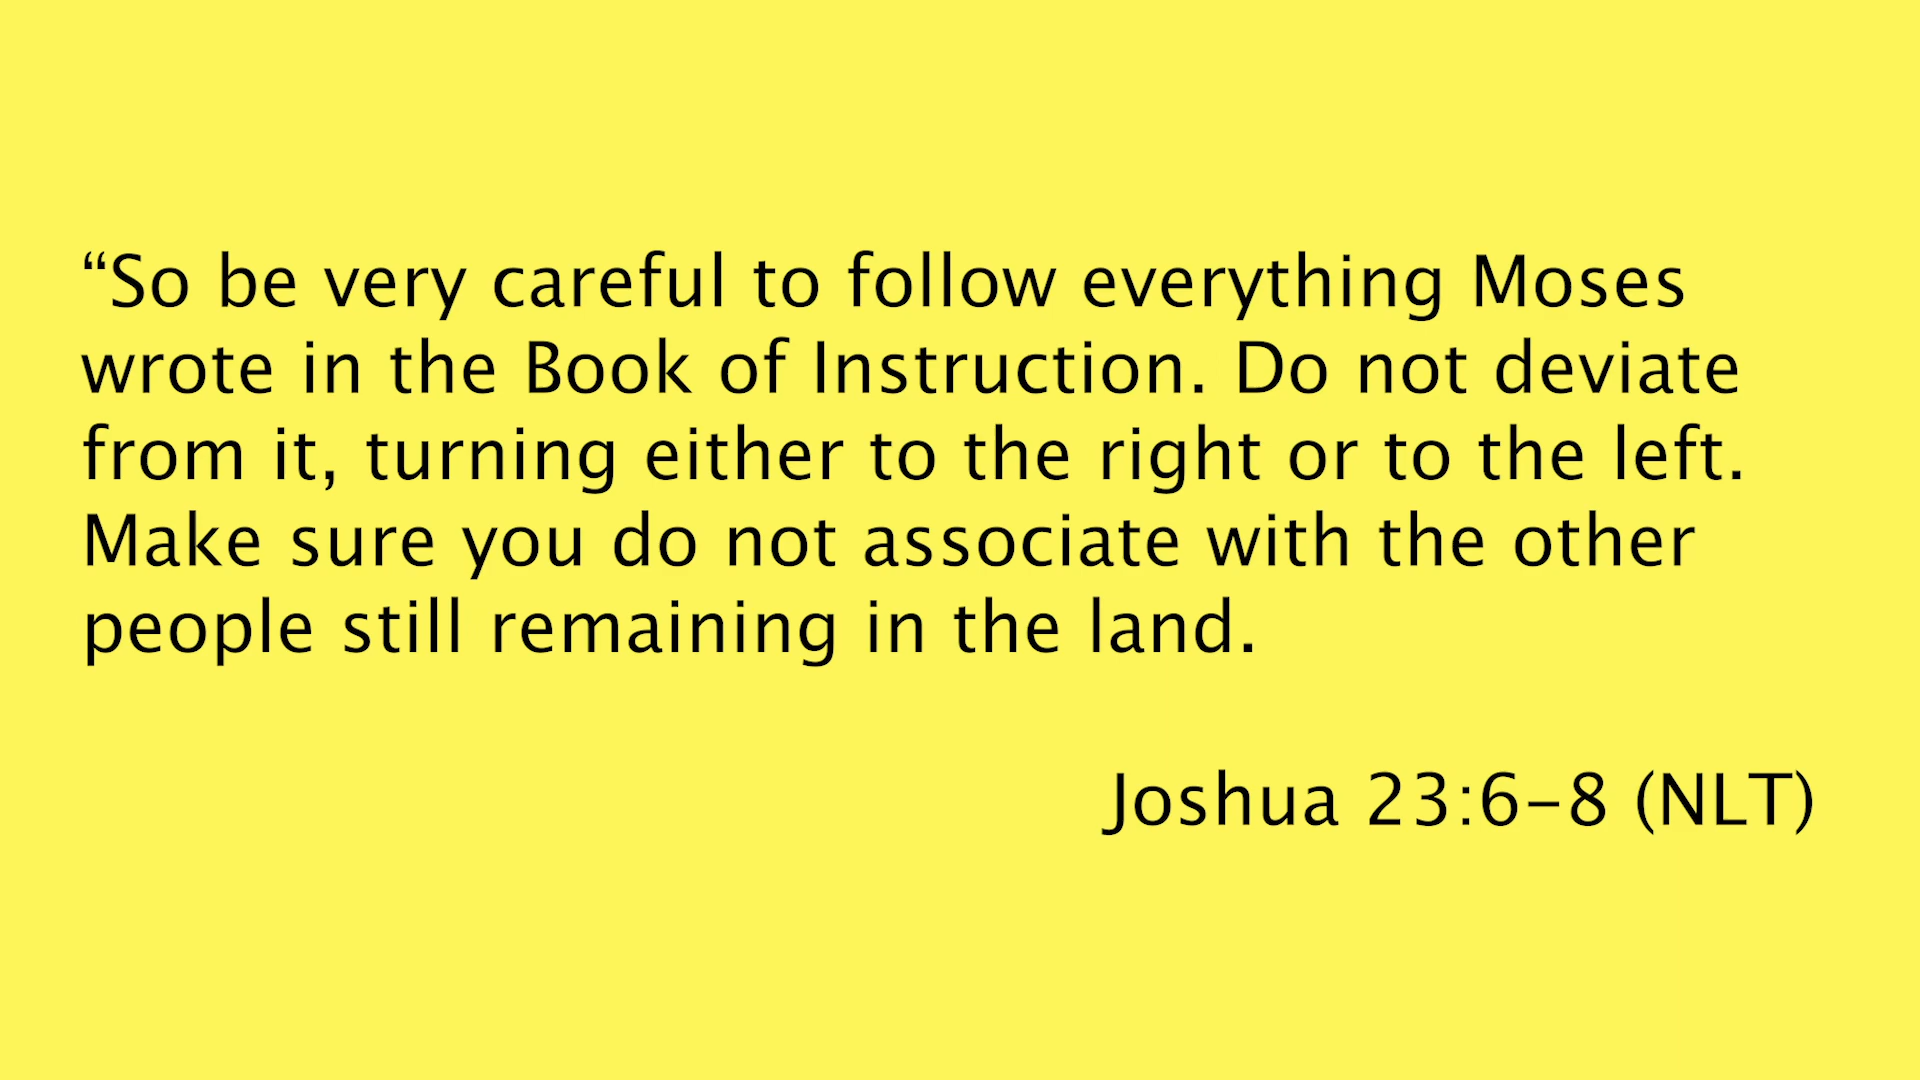 “So be very careful to follow everything Moses
wrote in the Book of Instruction. Do not deviate
from it, turning either to the right or to the left.
Make sure you do not associate with the other
people still remaining in the land.
Joshua 23:6–8 (NLT)